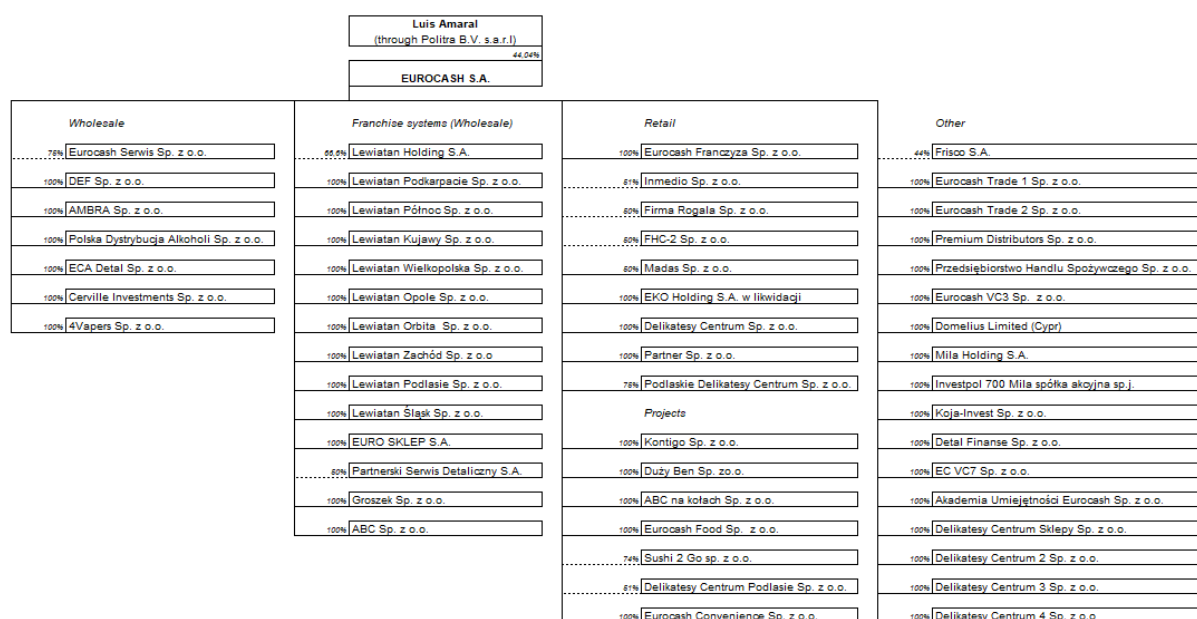 Luis Amaral
(through Politra B.V. s.a.r.l)
44,04%
EUROCASH S.A.
Wholesale
75% Eurocash Serwis Sp. z o.o.
100% DEF Sp. z o.o.
100% AMBRA Sp. z o.o.
100% Polska Dystrybucja Alkoholi Sp. z o.o.
100% ECA Detal Sp. z o.o.
100% Cerville Investments Sp. z o.o.
100% 4Vapers Sp. z o.o.
Franchise systems (Wholesale)
66,6% Lewiatan Holding S.A.
100% Lewiatan Podkarpacie Sp. z o.o.
100% Lewiatan Północ Sp. z o.o.
100% Lewiatan Kujawy Sp. z o.o.
100% Lewiatan Wielkopolska Sp. z o.o.
100% Lewiatan Opole Sp. z o.o.
100% Lewiatan Orbita Sp. z o.o.
100% Lewiatan Zachód Sp. z o.o
100% Lewiatan Podlasie Sp. z o.o.
100% Lewiatan Śląsk Sp. z o.o.
100% EURO SKLEP S.A.
50% Partnerski Serwis Detaliczny S.A.
100% Groszek Sp. z o.o.
100% ABC Sp. z o.o.
Retail
100% Eurocash Franczyza Sp. z o.o.
51% Inmedio Sp. z o.o.
50% Firma Rogala Sp. z o.o.
50% FHC-2 Sp. z o.o.
50% Madas Sp. z o.o.
100% EKO Holding S.A. w likwidacji
100% Delikatesy Centrum Sp. z o.o.
100% Partner Sp. z o.o.
75% Podlaskie Delikatesy Centrum Sp. z o.o.
Projects
100% Kontigo Sp. z o.o.
100% Duży Ben Sp. zo.o.
100% ABC na kołach Sp. z o.o.
100% Eurocash Food Sp. z o.o.
74% Sushi 2 Go sp. z o.o.
51% Delikatesy Centrum Podlasie Sp. z o.o.
100% Eurocash Convenience Sp. z o.o.
Other
44% Frisco S.A.
100% Eurocash Trade 1 Sp. z o.o.
100% Eurocash Trade 2 Sp. z o.o.
100% Premium Distributors Sp. z o.o.
100% Przedsiębiorstwo Handlu Spożywczego Sp. z o.o.
100% Eurocash VC3 Sp. z o.o.
100% Domelius Limited (Cypr)
100% Mila Holding S.A.
100% Investpol 700 Mila spółka akcyjna sp.j.
100% Koja-Invest Sp. z o.o.
100% Detal Finanse Sp. z o.o.
100% EC VC7 Sp. z o.o.
100% Akademia Umiejętności Eurocash Sp. z o.o.
100% Delikatesy Centrum Sklepy Sp. z o.o.
100% Delikatesy Centrum 2 Sp. z o.o.
100% Delikatesy Centrum 3 Sp. z o.o.
100% Delikatesy Centrum 4 Sp. z o.o